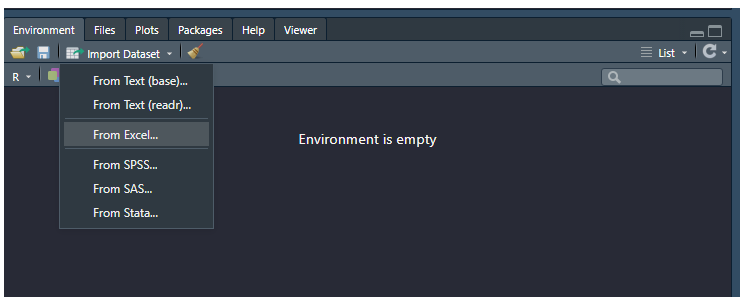 Environment Files Plots Packages Help Viewer
Import Dataset List
R
From Text (base)...
From Text (readr)...
From Excel...
Environment is empty
From SPSS...
From SAS...
From Stata...